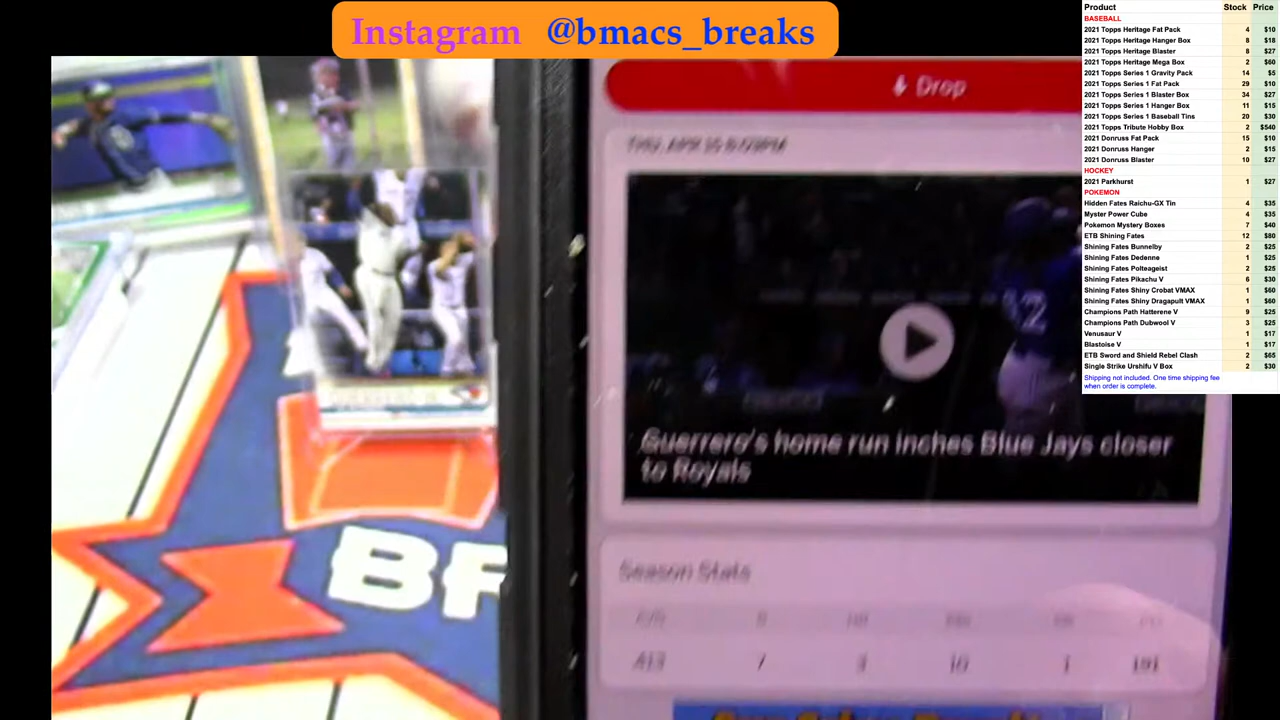 Instagram @bmacs_breaks
Product Stock Price
BASEBALL
2021 Topps Heritage Fat Pack 4 $10
2021 Topps Heritage Hanger Box 8 $18
2021 Topps Heritage Blaster 8 $27
2021 Topps Heritage Mega Box 2 $60
2021 Topps Series 1 Gravity Pack 14 $5
2021 Topps Series 1 Fat Pack 29 $10
2021 Topps Series 1 Blaster Box 34 $27
2021 Topps Series 1 Hanger Box 11 $15
2021 Topps Series 1 Baseball Tins 20 $30
2021 Topps Tribute Hobby Box 2 $540
2021 Donruss Fat Pack 15 $10
2021 Donruss Hanger 2 $15
2021 Donruss Blaster 10 $27
HOCKEY
2021 Parkhurst 1 $27
POKEMON
Hidden Fates Raichu-GX Tin 4 $35
Myster Power Cube 4 $35
Pokemon Mystery Boxes 7 $40
ETB Shining Fates 12 $80
Shining Fates Bunnelby 2 $25
Shining Fates Dedenne 1 $25
Shining Fates Polteageist 2 $25
Shining Fates Pikachu V 6 $30
Shining Fates Shiny Crobat VMAX 1 $60
Shining Fates Shiny Dragapult VMAX 1 $60
Champions Path Hatterene V 9 $25
Champions Path Dubwool V 3 $25
Venusaur V 1 $17
Blastoise V 1 $17
ETB Sword and Shield Rebel Clash 2 $65
Single Strike Urshifu V Box 2 $30
Shipping not included. One time shipping fee
when order is complete.
Drop
Guerrero's home run inches Blue Jays closer
to Royals
Season Stats
.413 7 3 10 1 191
BR